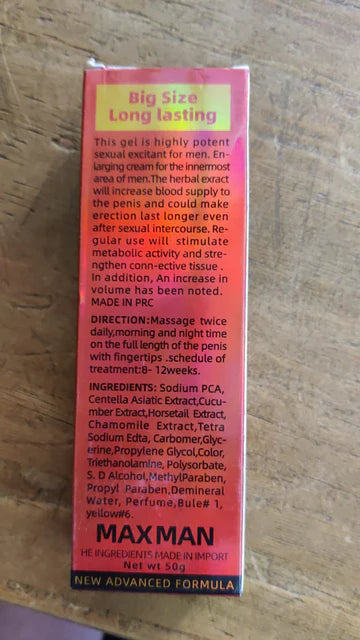 Big Size
Long lasting
This gel is highly potent
sexual excitant for men. En-
larging cream for the innermost
area of men.The herbal exract
will increase blood supply to
the penis and could make
erection last longer even
after sexual intercourse. Re-
gular use will stimulate
metabolic activity and stre-
ngthen conn-ective tissue .
In addition, An increase in
volume has been noted.
MADE IN PRC
DIRECTION:Massage twice
daily,morning and night time
on the full length of the penis
with fingertips .schedule of
treatment:8- 12weeks.
INGREDIENTS: Sodium PCA,
Centella Asiatic Extract,Cucu-
mber Extract,Horsetail Extract,
Chamomile Extract,Tetra
Sodium Edta, Carbomer,Glyc-
erine,Propylene Glycol,Color,
Triethanolamine, Polysorbate,
S. D Alcohol,MethylParaben,
Propyl Paraben,Demineral
Water, Perfume,Bule# 1,
yellow#6.
MAXMAN
HE INGREDIENTS MADE IN IMPORT
Net wt 50g
NEW ADVANCED FORMULA